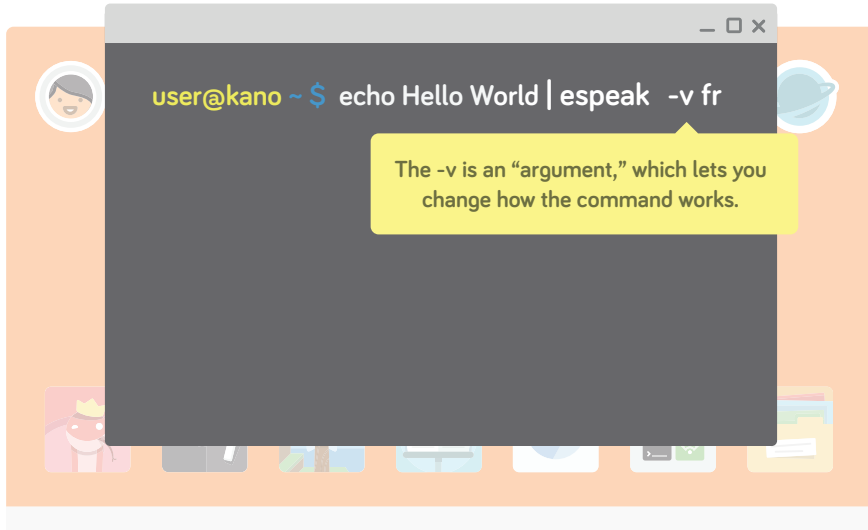 user@kano ~ $ echo Hello World | espeak -v fr
The -v is an “argument,” which lets you
change how the command works.